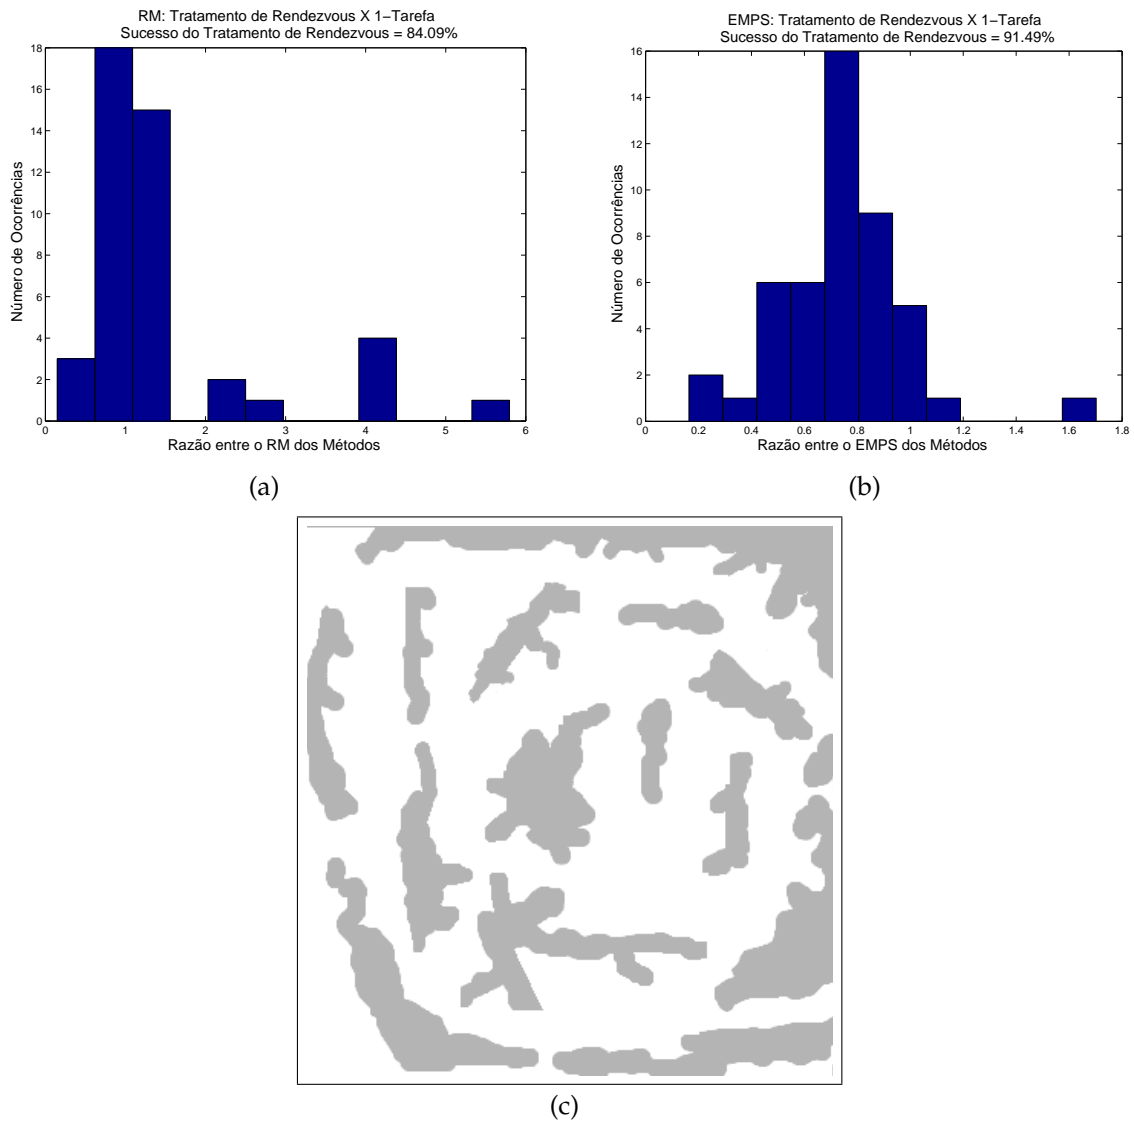 RM: Tratamento de Rendezvous X 1−Tarefa
Sucesso do Tratamento de Rendezvous = 84.09%
18
16
14
12
10
8
6
4
2
0
Número de Ocorrências
0 1 2 3 4 5 6
Razão entre o RM dos Métodos
(a)
EMPS: Tratamento de Rendezvous X 1−Tarefa
Sucesso do Tratamento de Rendezvous = 91.49%
16
14
12
10
8
6
4
2
0
Número de Ocorrências
0 0.2 0.4 0.6 0.8 1 1.2 1.4 1.6 1.8
Razão entre o EMPS dos Métodos
(b)
(c)